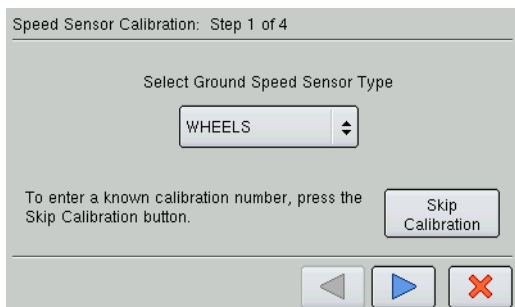 Speed Sensor Calibration: Step 1 of 4
Select Ground Speed Sensor Type
WHEELS
To enter a known calibration number, press the
Skip Calibration button.
Skip
Calibration